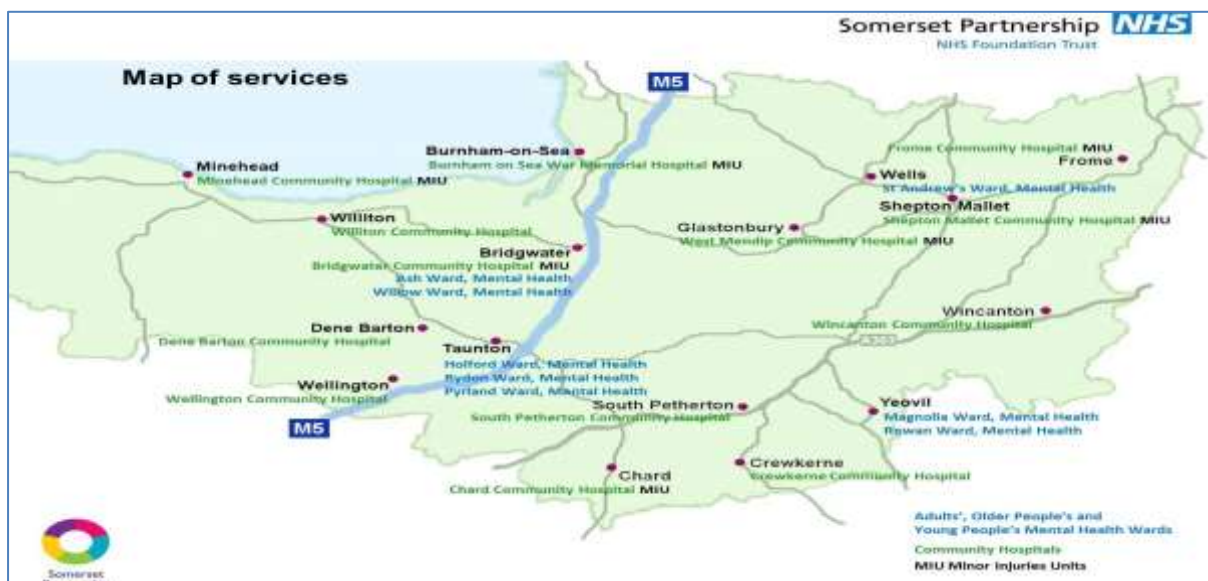 Somerset Partnership NHS
NHS Foundation Trust
Map of services
M5
Burnham-on-Sea
Burnham on Sea War Memorial Hospital MIU
Minehead
Minehead Community Hospital MIU
Frome Community Hospital MIU
Frome
Wells
St Andrew's Ward, Mental Health
Shepton Mallet
Shepton Mallet Community Hospital MIU
Williton
Williton Community Hospital
Glastonbury
West Mendip Community Hospital MIU
Bridgwater
Bridgwater Community Hospital MIU
Ash Ward, Mental Health
Willow Ward, Mental Health
Wincanton
Wincanton Community Hospital
Dene Barton
Dene Barton Community Hospital
Taunton
Holford Ward, Mental Health
Rydon Ward, Mental Health
Pyrland Ward, Mental Health
A303
Wellington
Wellington Community Hospital
M5
South Petherton
South Petherton Community Hospital
Yeovil
Magnolia Ward, Mental Health
Rowan Ward, Mental Health
Chard
Chard Community Hospital MIU
Crewkerne
Crewkerne Community Hospital
Adults', Older People's and
Young People's Mental Health Wards
Community Hospitals
MIU Minor Injuries Units
Somerset